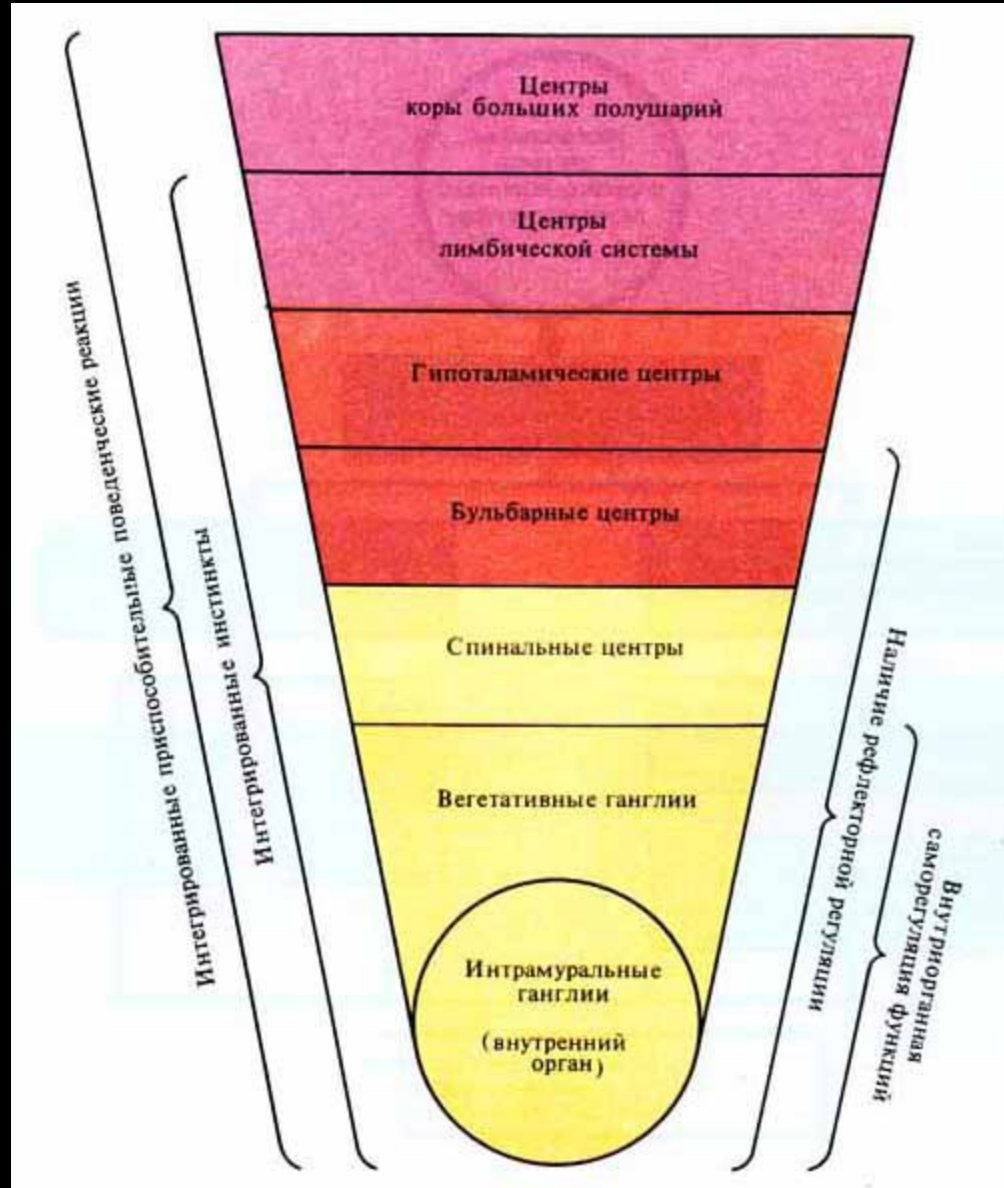 Центры
коры больших полушарий
Центры
лимбической системы
Гипоталамические центры
Бульбарные центры
Спинальные центры
Вегетативные ганглии
Интрамуральные
ганглии
(внутренний
орган)
Интегрированные приспособительные поведенческие реакции
Интегрированные инстинкты
Наличие рефлекторной регуляции
Внутриорганная
саморегуляция функций